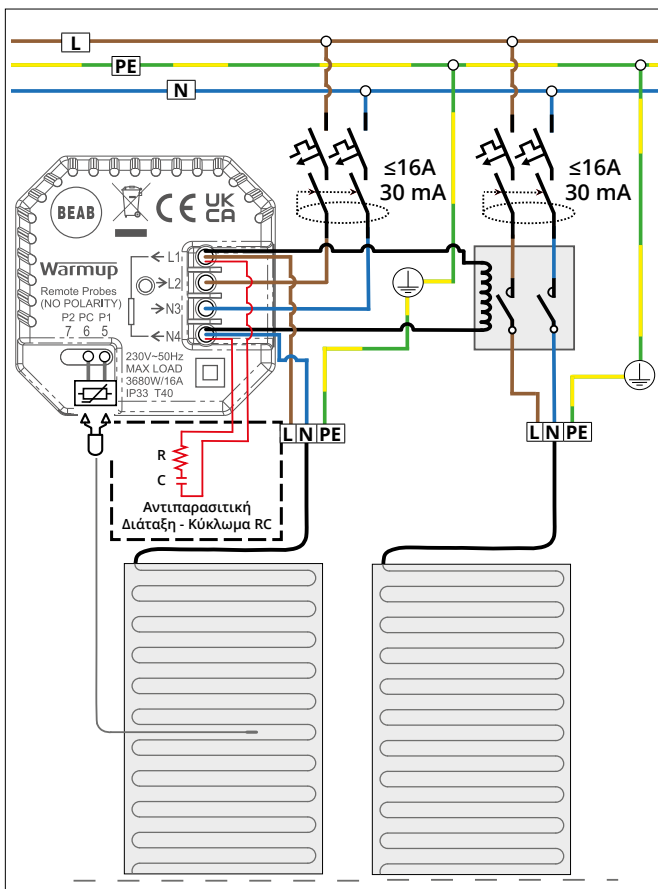 L
PE
N
≤16A
30 mA
≤16A
30 mA
BEAB
CE UK
CA
L1
L2
N3
N4
Warmup
Remote Probes
(NO POLARITY)
P2 PC P1
7 6 5
230V~50Hz
MAX LOAD
3680W/16A
IP33 T40
L N PE
L N PE
R
C
Αντιπαρασιτική
Διάταξη - Κύκλωμα RC